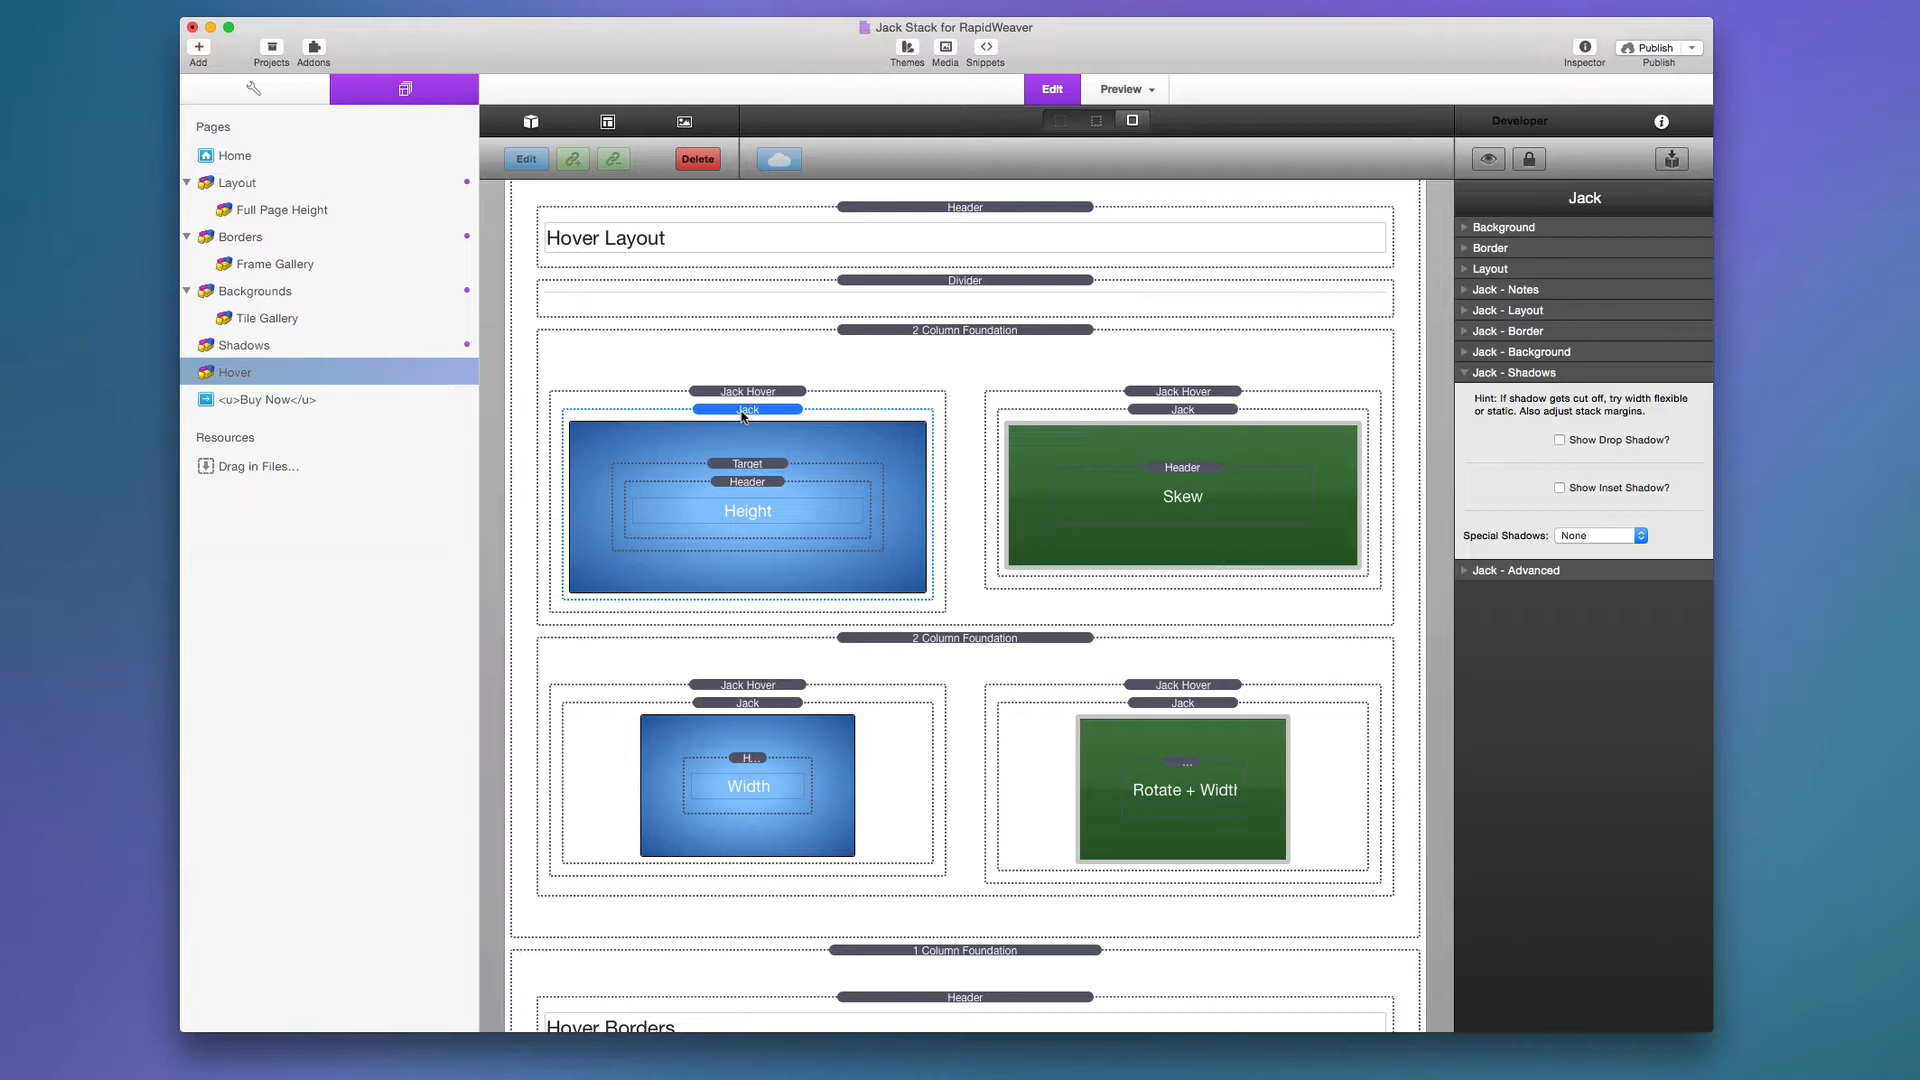 Jack Stack for RapidWeaver
Add
Projects
Addons
Themes
Media
Snippets
Inspector
Publish
Publish
Edit
Preview
Pages
Home
Layout
Full Page Height
Borders
Frame Gallery
Backgrounds
Tile Gallery
Shadows
Hover
<u>Buy Now</u>
Resources
Drag in Files...
Edit
Delete
Header
Hover Layout
Divider
2 Column Foundation
Jack Hover
Jack
Target
Header
Height
Jack Hover
Jack
Header
Skew
2 Column Foundation
Jack Hover
Jack
H...
Width
Jack Hover
Jack
...
Rotate + Width
1 Column Foundation
Header
Hover Borders
Developer
Jack
Background
Border
Layout
Jack - Notes
Jack - Layout
Jack - Border
Jack - Background
Jack - Shadows
Hint: If shadow gets cut off, try width flexible
or static. Also adjust stack margins.
Show Drop Shadow?
Show Inset Shadow?
Special Shadows: None
Jack - Advanced